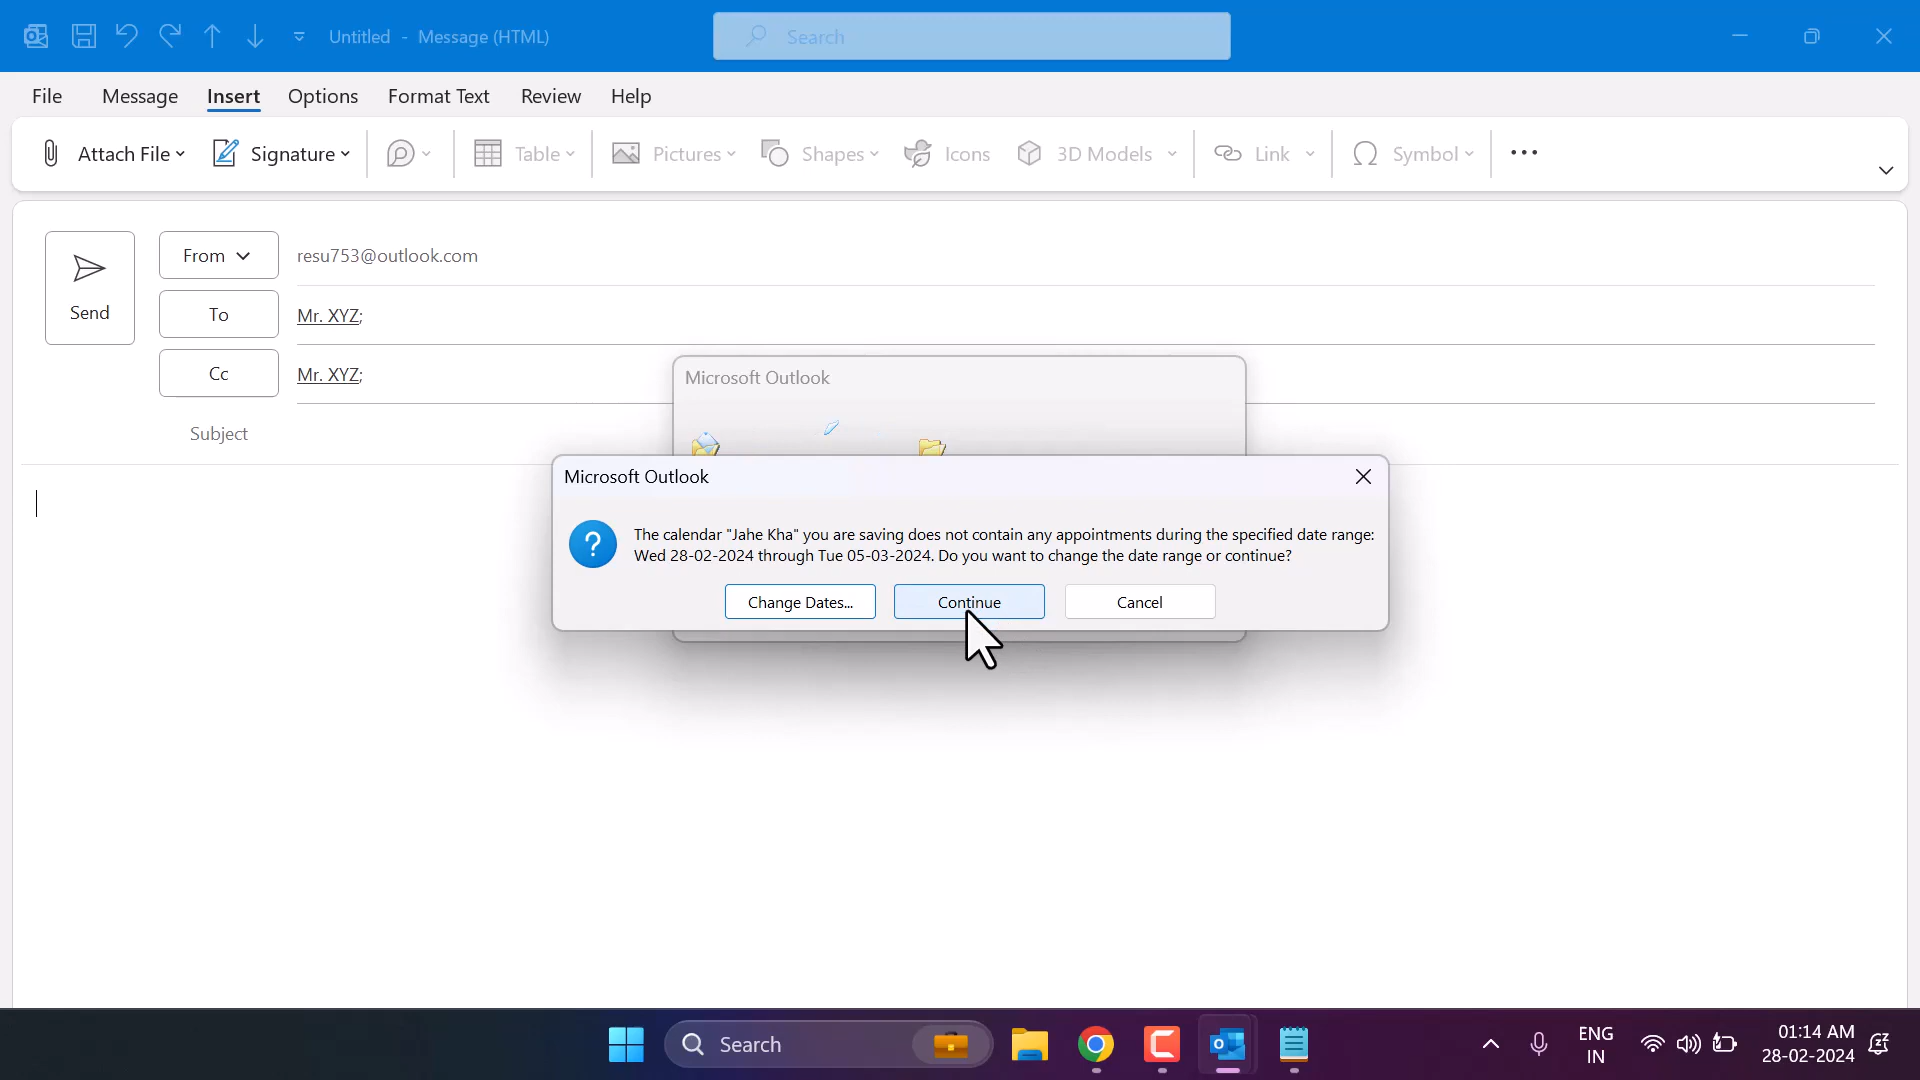 Untitled - Message (HTML)
Search
File Message Insert Options Format Text Review Help
Attach File Signature Table Pictures Shapes Icons 3D Models Link Symbol
Send
From resu753@outlook.com
To Mr. XYZ;
Cc Mr. XYZ;
Subject
Microsoft Outlook
Microsoft Outlook
The calendar "Jahe Kha" you are saving does not contain any appointments during the specified date range:
Wed 28-02-2024 through Tue 05-03-2024. Do you want to change the date range or continue?
Change Dates... Continue Cancel
Search
ENG
IN
01:14 AM
28-02-2024